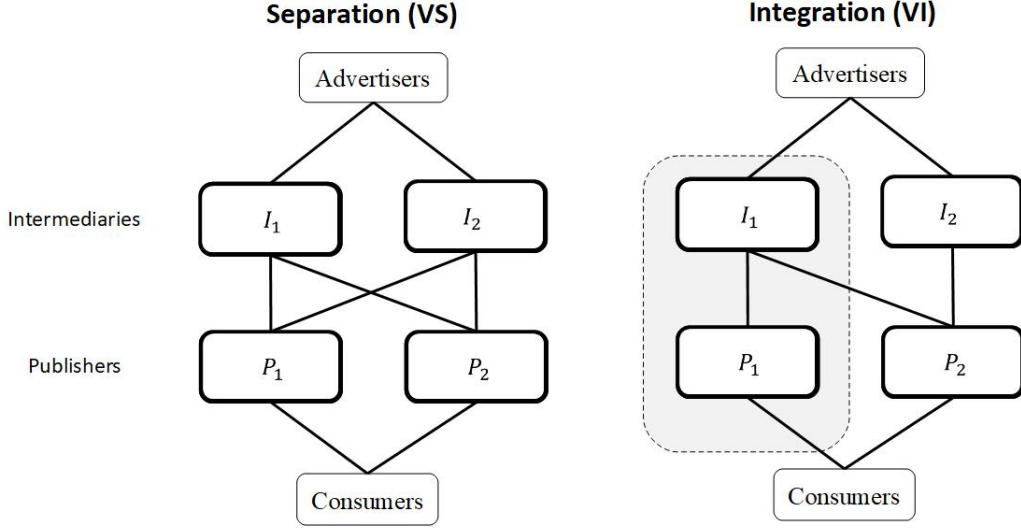 Separation (VS)
Integration (VI)
Advertisers
Advertisers
Intermediaries
I₁
I₂
I₁
I₂
Publishers
P₁
P₂
P₁
P₂
Consumers
Consumers